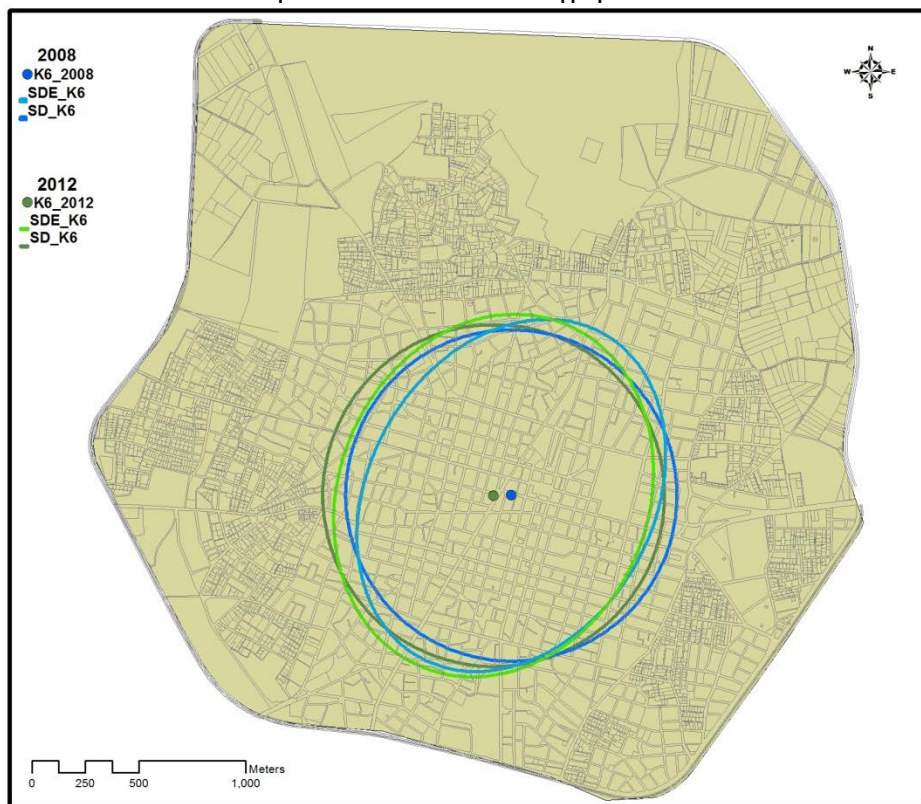 2008
K6_2008
SDE_K6
SD_K6
2012
K6_2012
SDE_K6
SD_K6
N
W E
S
Meters
0 250 500 1,000